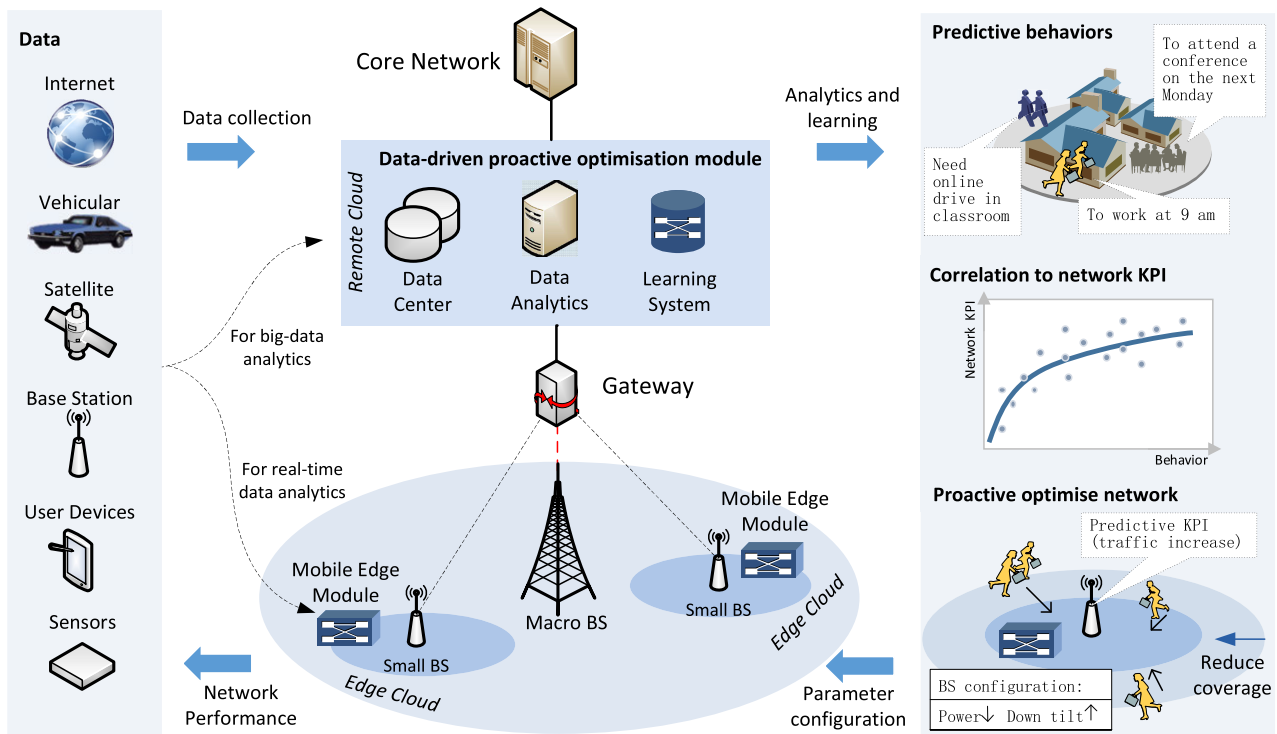 Data
Internet
Vehicular
Satellite
Base Station
User Devices
Sensors
Data collection
For big-data
analytics
For real-time
data analytics
Network
Performance
Core Network
Data-driven proactive optimisation module
Remote Cloud
Data
Center
Data
Analytics
Learning
System
Gateway
Mobile Edge
Module
Small BS
Edge Cloud
Macro BS
Mobile Edge
Module
Small BS
Edge Cloud
Analytics and
learning
Parameter
configuration
Predictive behaviors
To attend a
conference
on the next
Monday
Need
online
drive in
classroom
To work at 9 am
Correlation to network KPI
Network KPI
Behavior
Proactive optimise network
Predictive KPI
(traffic increase)
Reduce
coverage
BS configuration:
Power↓ Down tilt↑